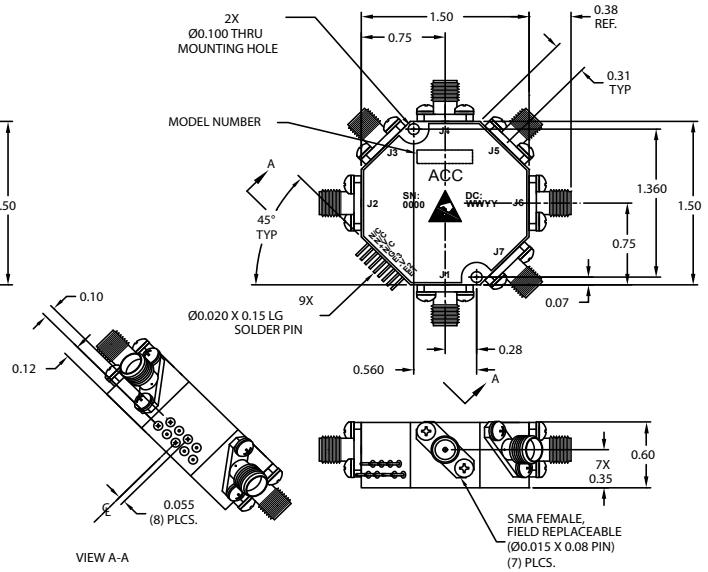 2X
Ø0.100 THRU
MOUNTING HOLE
1.50
0.75
0.38
REF.
0.31
TYP
MODEL NUMBER
J4
J3
J5
ACC
A
J2
SN:
0000
DC:
WWYY
J6
45°
TYP
1.360
1.50
.50
0.75
J7
J1
9X
Ø0.020 X 0.15 LG
SOLDER PIN
0.07
0.28
0.560
A
0.10
0.12
0.055
(8) PLCS.
VIEW A-A
0.60
7X
0.35
SMA FEMALE,
FIELD REPLACEABLE
(Ø0.015 X 0.08 PIN)
(7) PLCS.